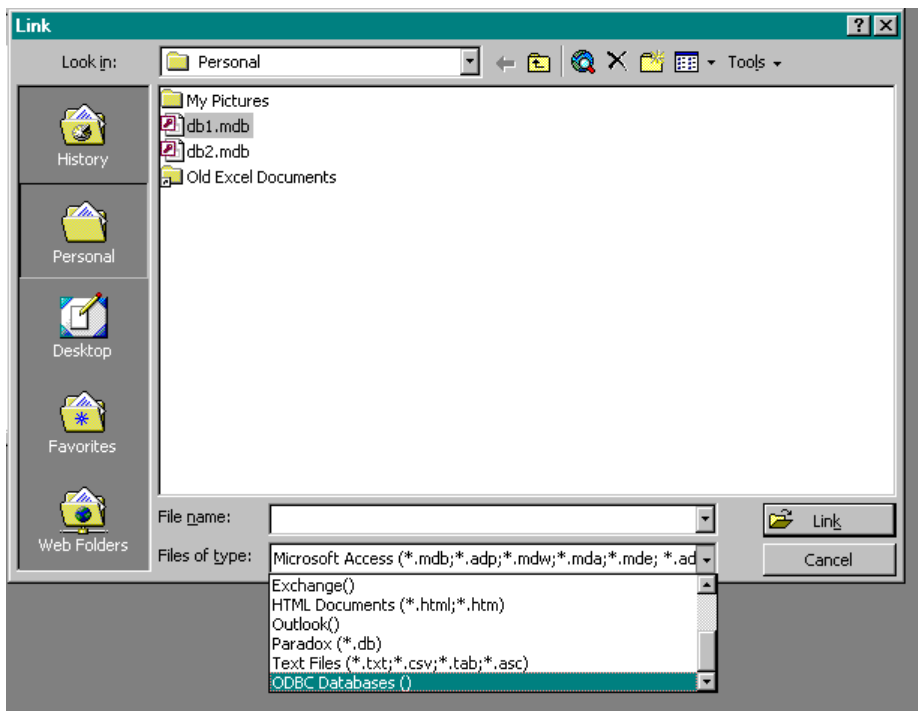 Link
Look in:
Personal
Tools
My Pictures
db1.mdb
db2.mdb
Old Excel Documents
History
Personal
Desktop
Favorites
Web Folders
File name:
Link
Files of type:
Microsoft Access (*.mdb;*.adp;*.mdw;*.mda;*.mde; *.ad
Cancel
Exchange()
HTML Documents (*.html;*.htm)
Outlook()
Paradox (*.db)
Text Files (*.txt;*.csv;*.tab;*.asc)
ODBC Databases ()